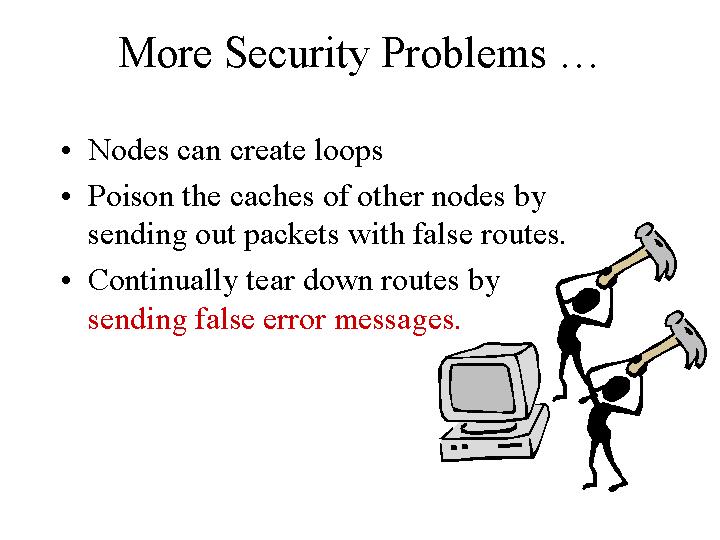 More Security Problems …
• Nodes can create loops
• Poison the caches of other nodes by
sending out packets with false routes.
• Continually tear down routes by
sending false error messages.